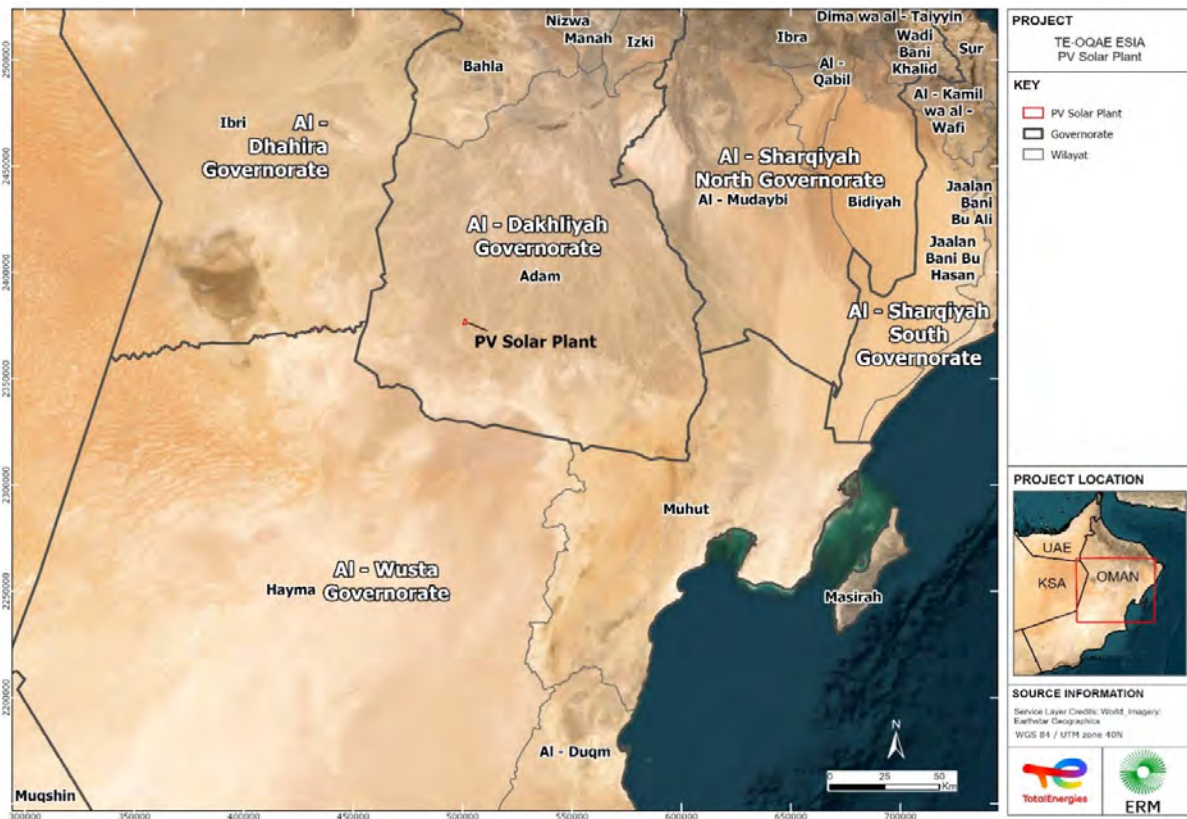 Dima wa al - Taiyyin
Nizwa
Manah
Izki
Ibra
Wadi
Bani
Khalid
Sur
Bahla
Al -
Qabil
Al - Kamil
wa al -
Wafi
Ibri
Al -
Dhahira
Governorate
Al - Sharqiyah
North Governorate
Al - Mudaybi
Bidiyah
Jaalan
Bani
Bu Ali
Al - Dakhliyah
Governorate
Adam
Jaalan
Bani Bu
Hasan
PV Solar Plant
Al - Sharqiyah
South
Governorate
Muhut
Al - Wusta
Governorate
Hayma
Masirah
Al - Duqm
Muqshin
N
0 25 50
Km
2500000
2450000
2400000
2350000
2300000
2250000
2200000
300000 350000 400000 450000 500000 550000 600000 650000 700000
PROJECT
TE-OQAE ESIA
PV Solar Plant
KEY
PV Solar Plant
Governorate
Wilayat
PROJECT LOCATION
UAE
KSA
OMAN
SOURCE INFORMATION
Service Layer Credits: World_Imagery:
Earthstar Geographics
WGS 84 / UTM zone 40N
TotalEnergies
ERM